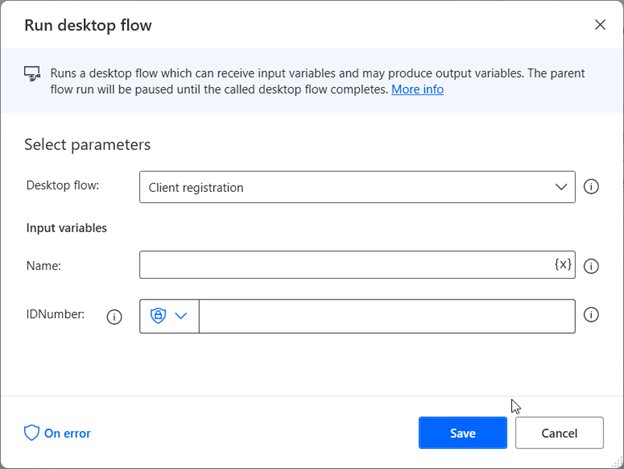 Run desktop flow
Runs a desktop flow which can receive input variables and may produce output variables. The parent
flow run will be paused until the called desktop flow completes. More info
Select parameters
Desktop flow:
Client registration
Input variables
Name:
{x}
IDNumber:
On error
Save
Cancel